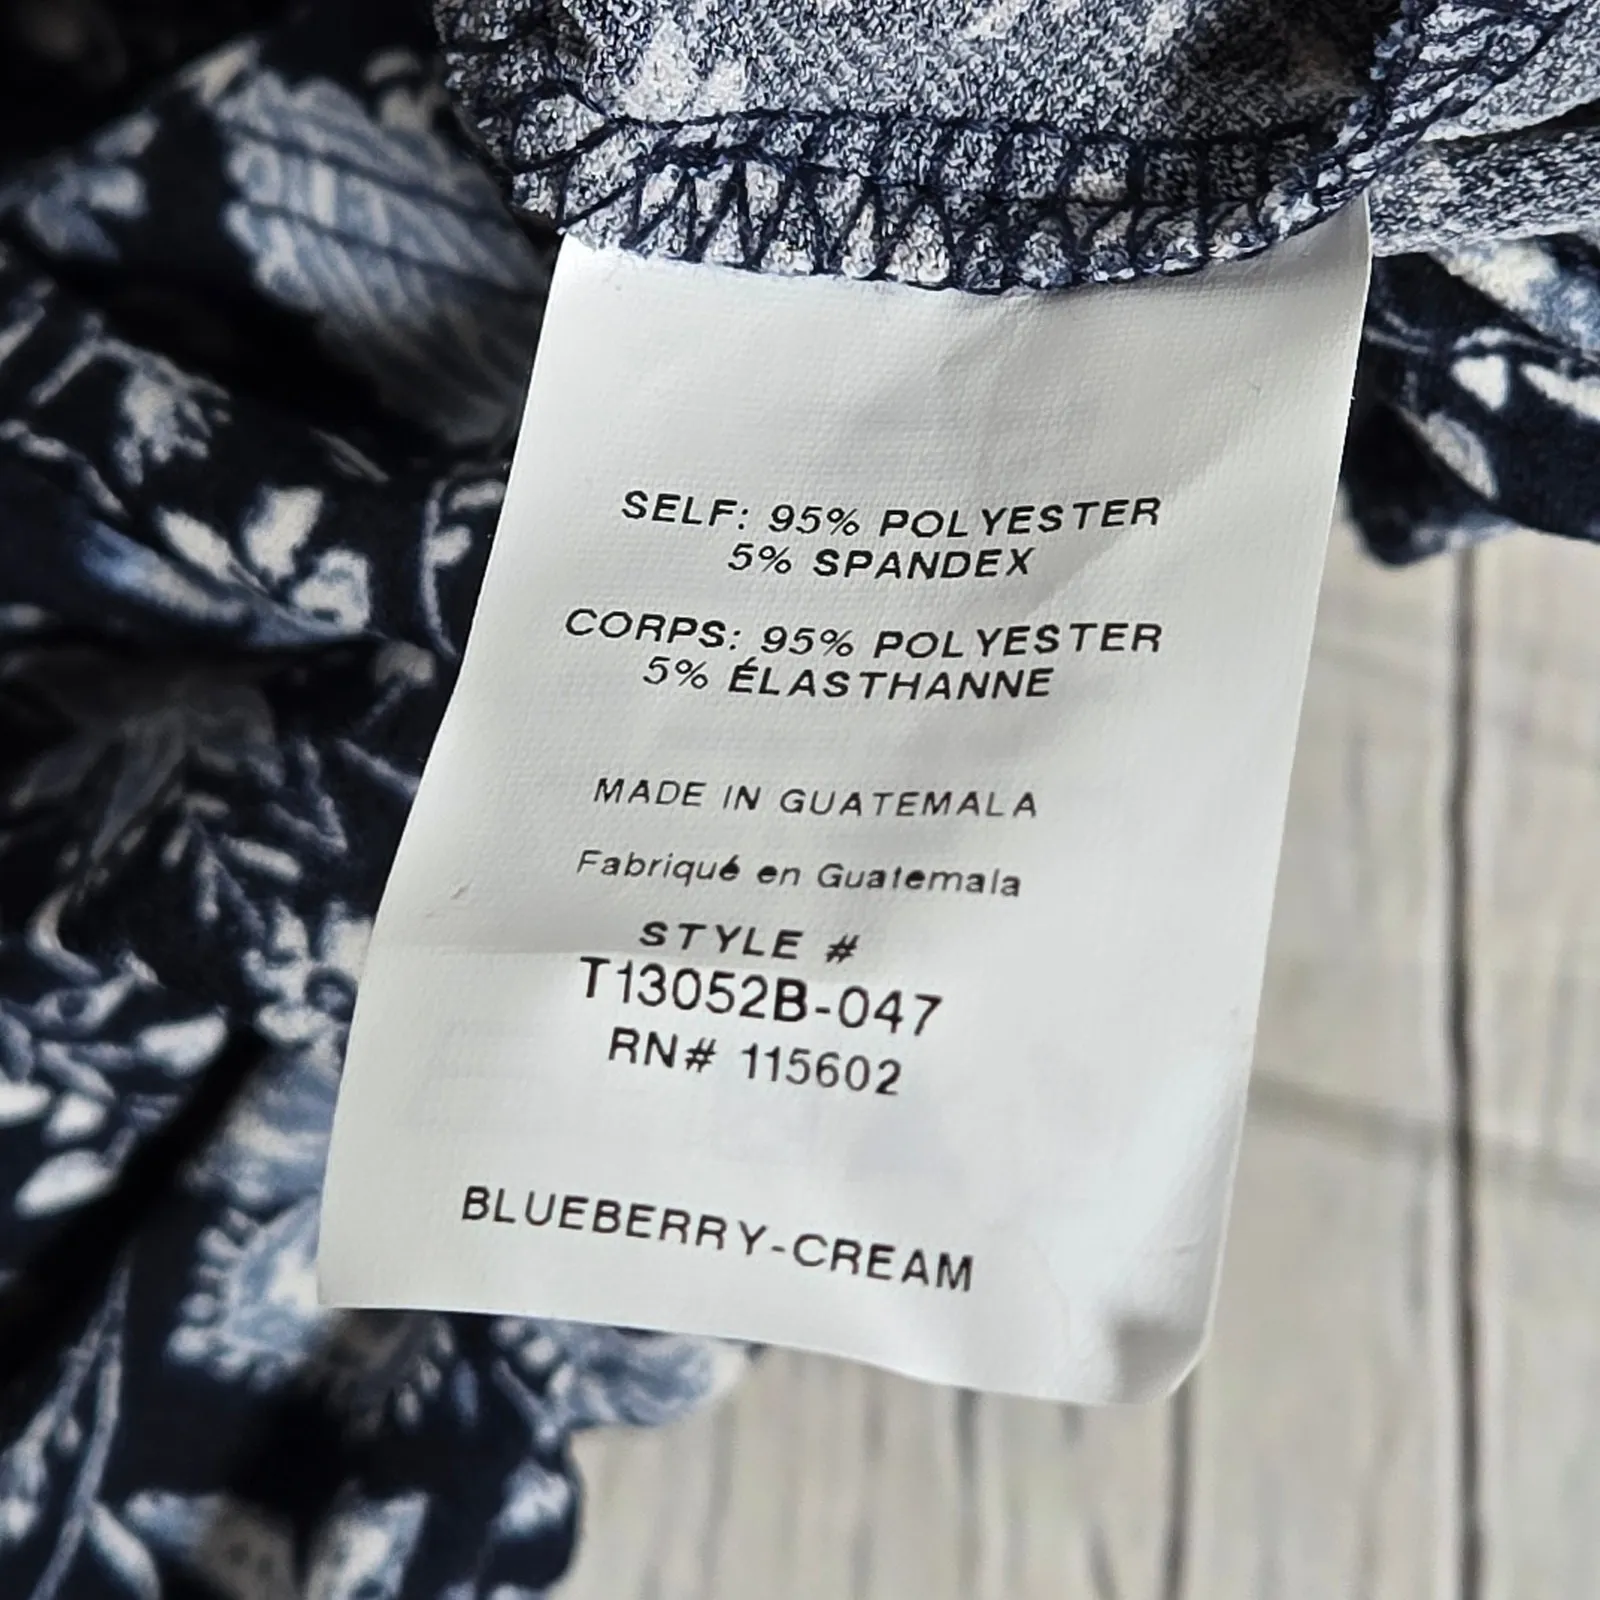 SELF: 95% POLYESTER
5% SPANDEX
CORPS: 95% POLYESTER
5% ÉLASTHANNE
MADE IN GUATEMALA
Fabriqué en Guatemala
STYLE #
T13052B-047
RN# 115602
BLUEBERRY-CREAM